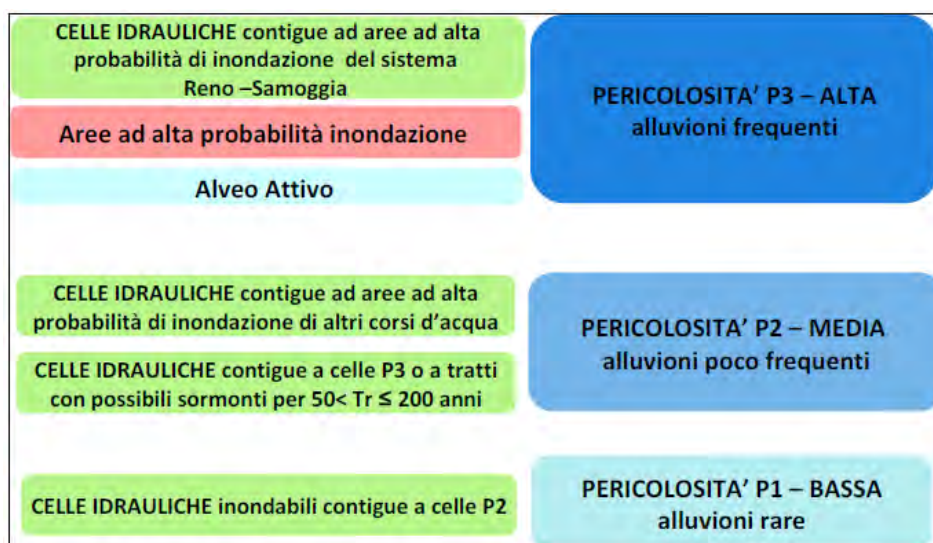 CELLE IDRAULICHE contigue ad aree ad alta
probabilità di inondazione del sistema
Reno –Samoggia
Aree ad alta probabilità inondazione
Alveo Attivo
PERICOLOSITA’ P3 – ALTA
alluvioni frequenti
CELLE IDRAULICHE contigue ad aree ad alta
probabilità di inondazione di altri corsi d’acqua
CELLE IDRAULICHE contigue a celle P3 o a tratti
con possibili sormonti per 50< Tr ≤ 200 anni
PERICOLOSITA’ P2 – MEDIA
alluvioni poco frequenti
CELLE IDRAULICHE inondabili contigue a celle P2
PERICOLOSITA’ P1 – BASSA
alluvioni rare